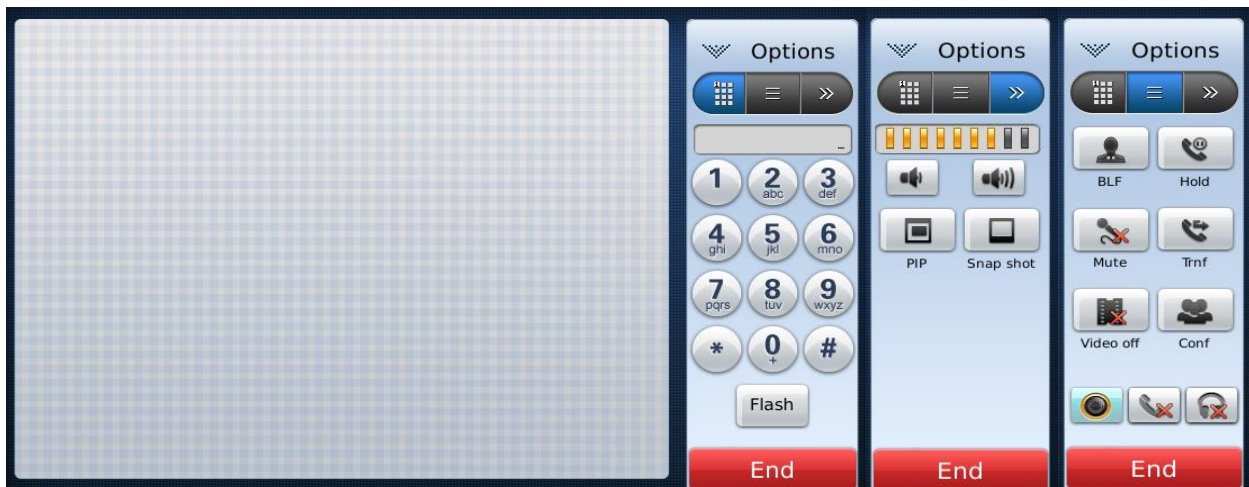 Options
_
1
2 abc
3 def
4 ghi
5 jkl
6 mno
7 pqrs
8 tuv
9 wxyz
*
0 +
#
Flash
End
Options
PIP Snap shot
End
Options
BLF Hold
Mute Trnf
Video off Conf
End